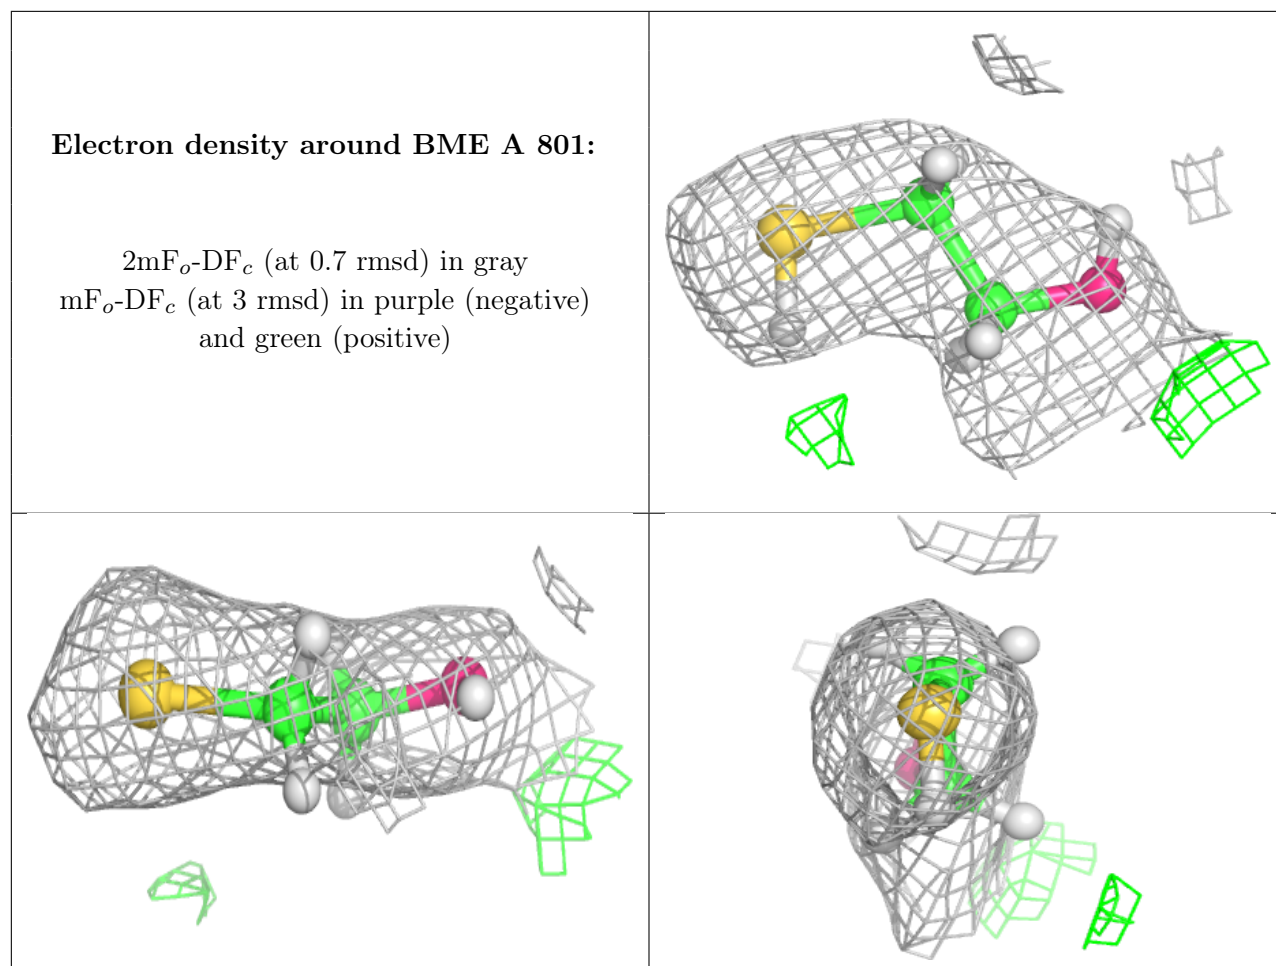 Electron density around BME A 801:
2mFo-DFc (at 0.7 rmsd) in gray
mFo-DFc (at 3 rmsd) in purple (negative)
and green (positive)